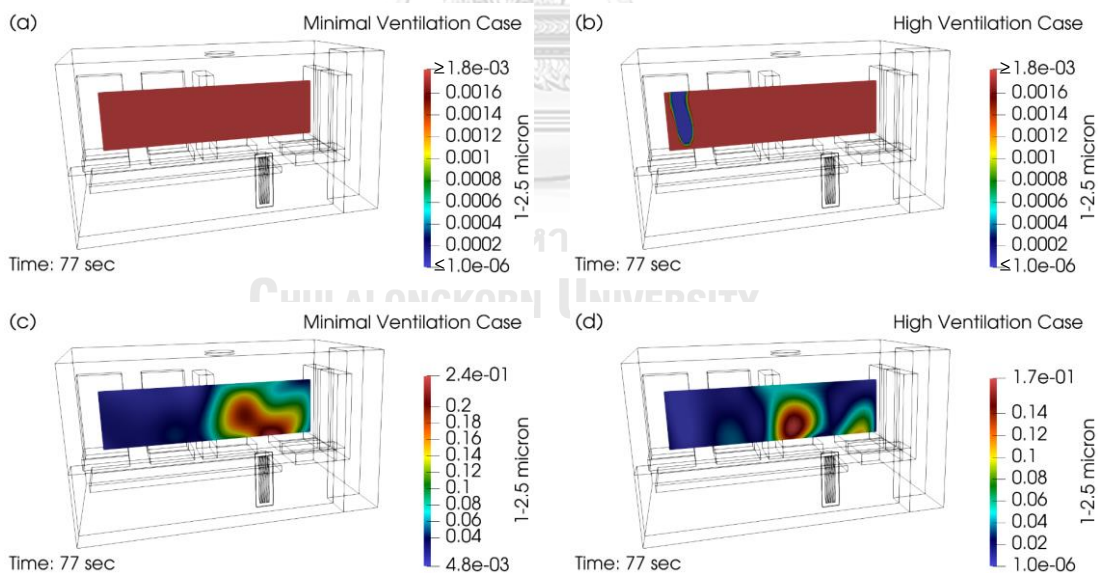 (a) Minimal Ventilation Case
≥1.8e-03
0.0016
0.0014
0.0012
0.001
0.0008
0.0006
0.0004
0.0002
≤1.0e-06
1-2.5 micron
Time: 77 sec
(b) High Ventilation Case
≥1.8e-03
0.0016
0.0014
0.0012
0.001
0.0008
0.0006
0.0004
0.0002
≤1.0e-06
1-2.5 micron
Time: 77 sec
CHULALONGKORN UNIVERSITY
(c) Minimal Ventilation Case
2.4e-01
0.2
0.18
0.16
0.14
0.12
0.1
0.08
0.06
0.04
4.8e-03
1-2.5 micron
Time: 77 sec
(d) High Ventilation Case
1.7e-01
0.14
0.12
0.10
0.08
0.06
0.04
0.02
1.0e-06
1-2.5 micron
Time: 77 sec